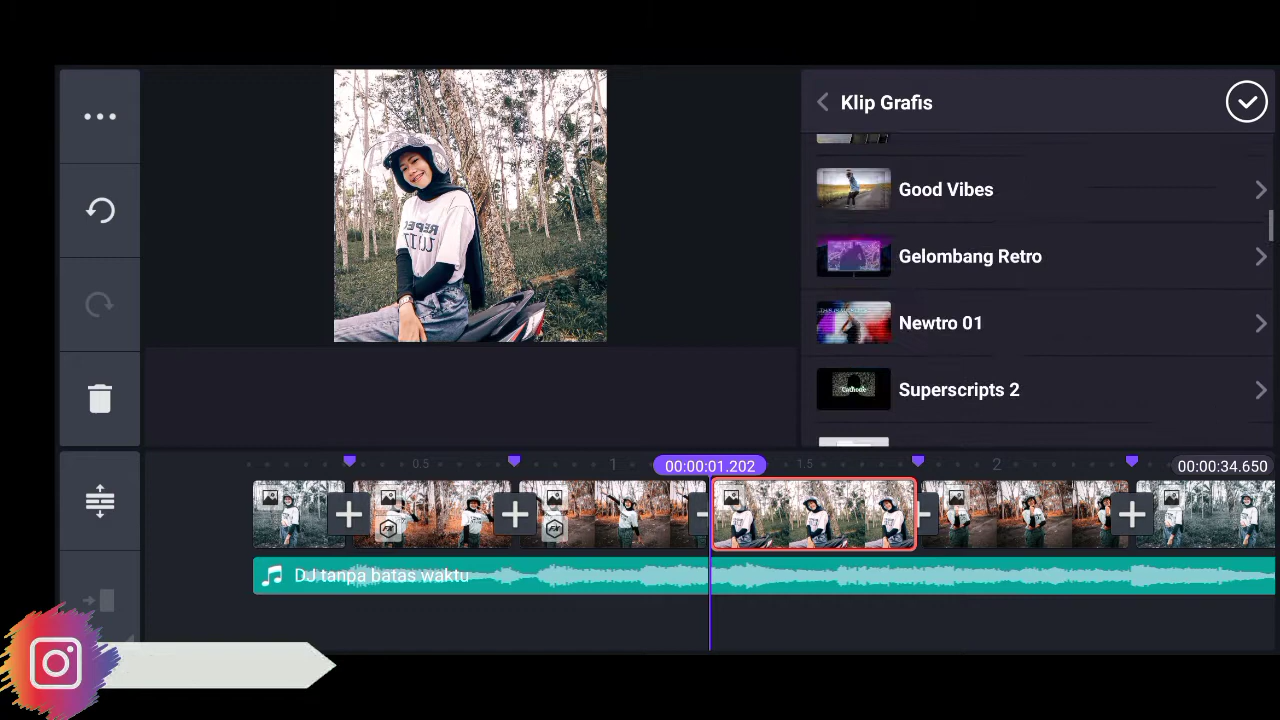 Klip Grafis
Good Vibes
Gelombang Retro
Newtro 01
Superscripts 2
0.5
1
00:00:01.202
1.5
2
00:00:34.650
DJ tanpa batas waktu